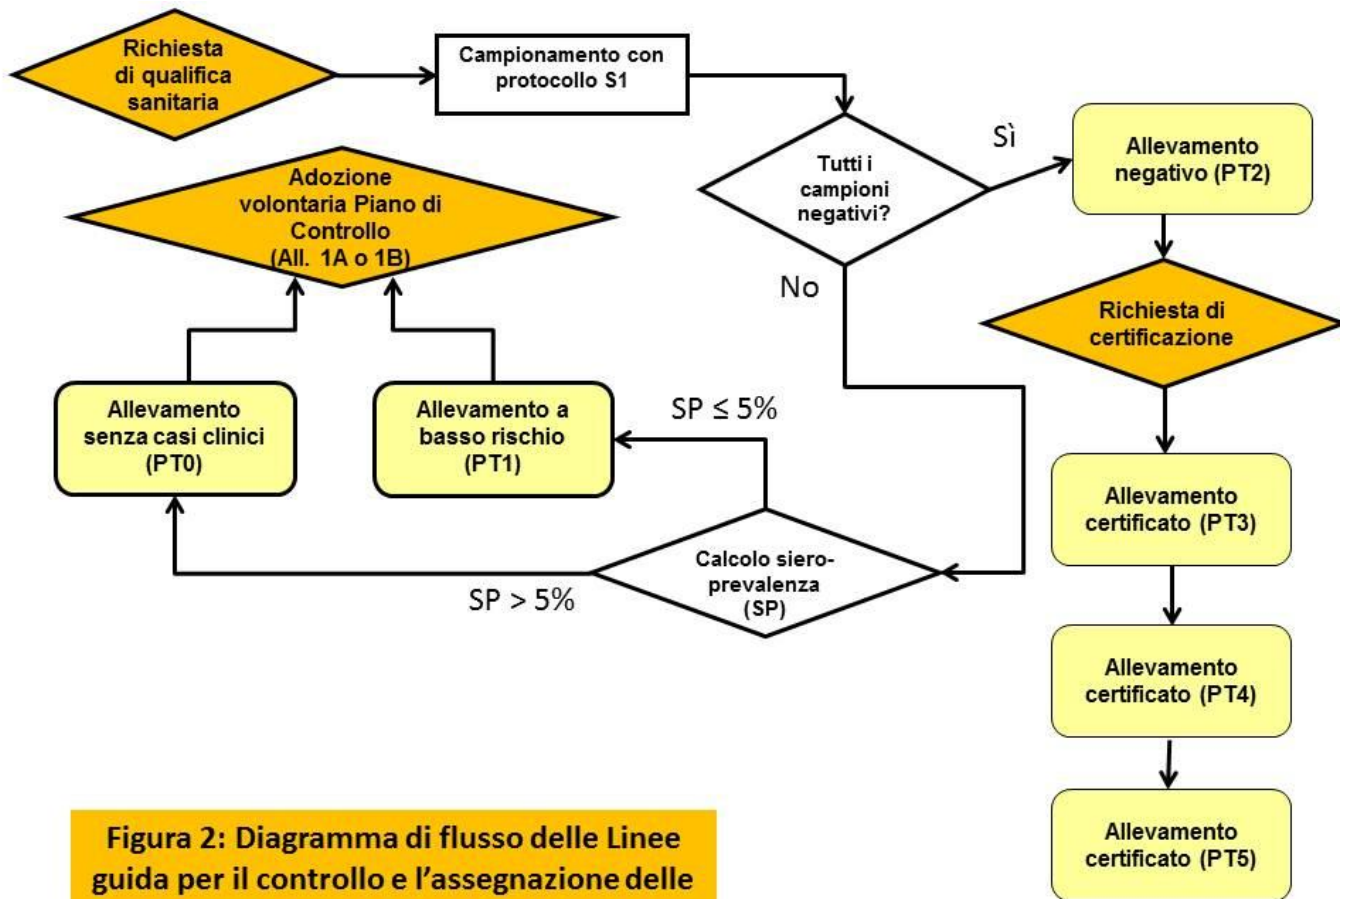 Richiesta
di qualifica
sanitaria
Campionamento con
protocollo S1
Tutti i
campioni
negativi?
Sì
Allevamento
negativo (PT2)
Adozione
volontaria Piano di
Controllo
(All. 1A o 1B)
No
Richiesta di
certificazione
Allevamento
senza casi clinici
(PT0)
Allevamento a
basso rischio
(PT1)
SP ≤ 5%
Allevamento
certificato (PT3)
Calcolo siero-
prevalenza
(SP)
SP > 5%
Allevamento
certificato (PT4)
Allevamento
certificato (PT5)
Figura 2: Diagramma di flusso delle Linee
guida per il controllo e l'assegnazione delle